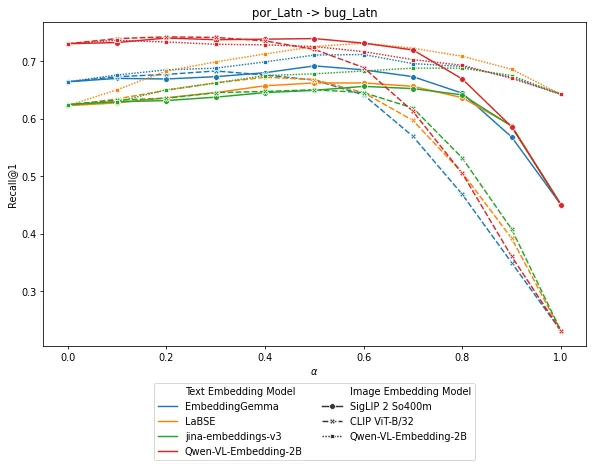 por_Latn -> bug_Latn
Recall@1
0.7
0.6
0.5
0.4
0.3
0.0 0.2 0.4 0.6 0.8 1.0
α
Text Embedding Model Image Embedding Model
EmbeddingGemma SigLIP 2 So400m
LaBSE CLIP ViT-B/32
jina-embeddings-v3 Qwen-VL-Embedding-2B
Qwen-VL-Embedding-2B